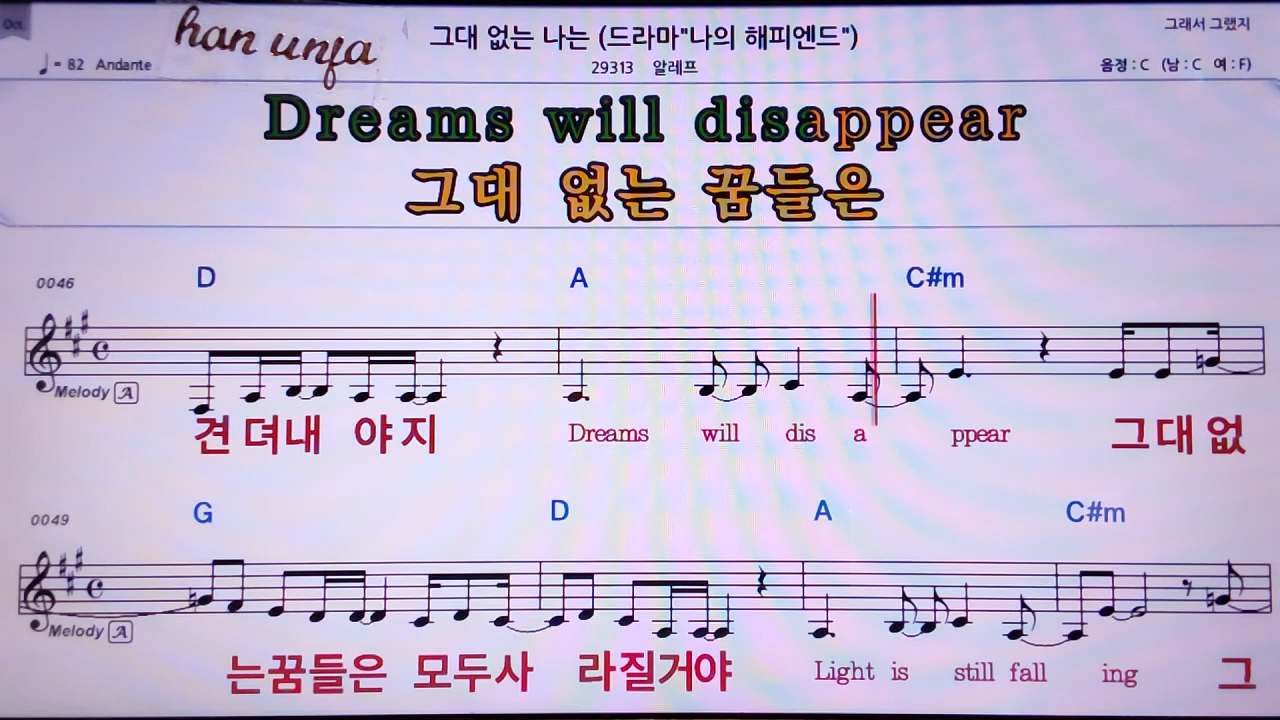 Oct.
han unfa
그대 없는 나는 (드라마"나의 해피엔드")
그래서 그랬지
♩= 82 Andante
29313 알레프
음정 : C (남 : C 여 : F)
Dreams will disappear
그대 없는 꿈들은
0046
D A C#m
Melody A
견 뎌내 야 지 Dreams will dis a ppear 그 대 없
0049
G D A C#m
Melody A
는꿈들은 모두사 라질거야 Light is still fall ing 그